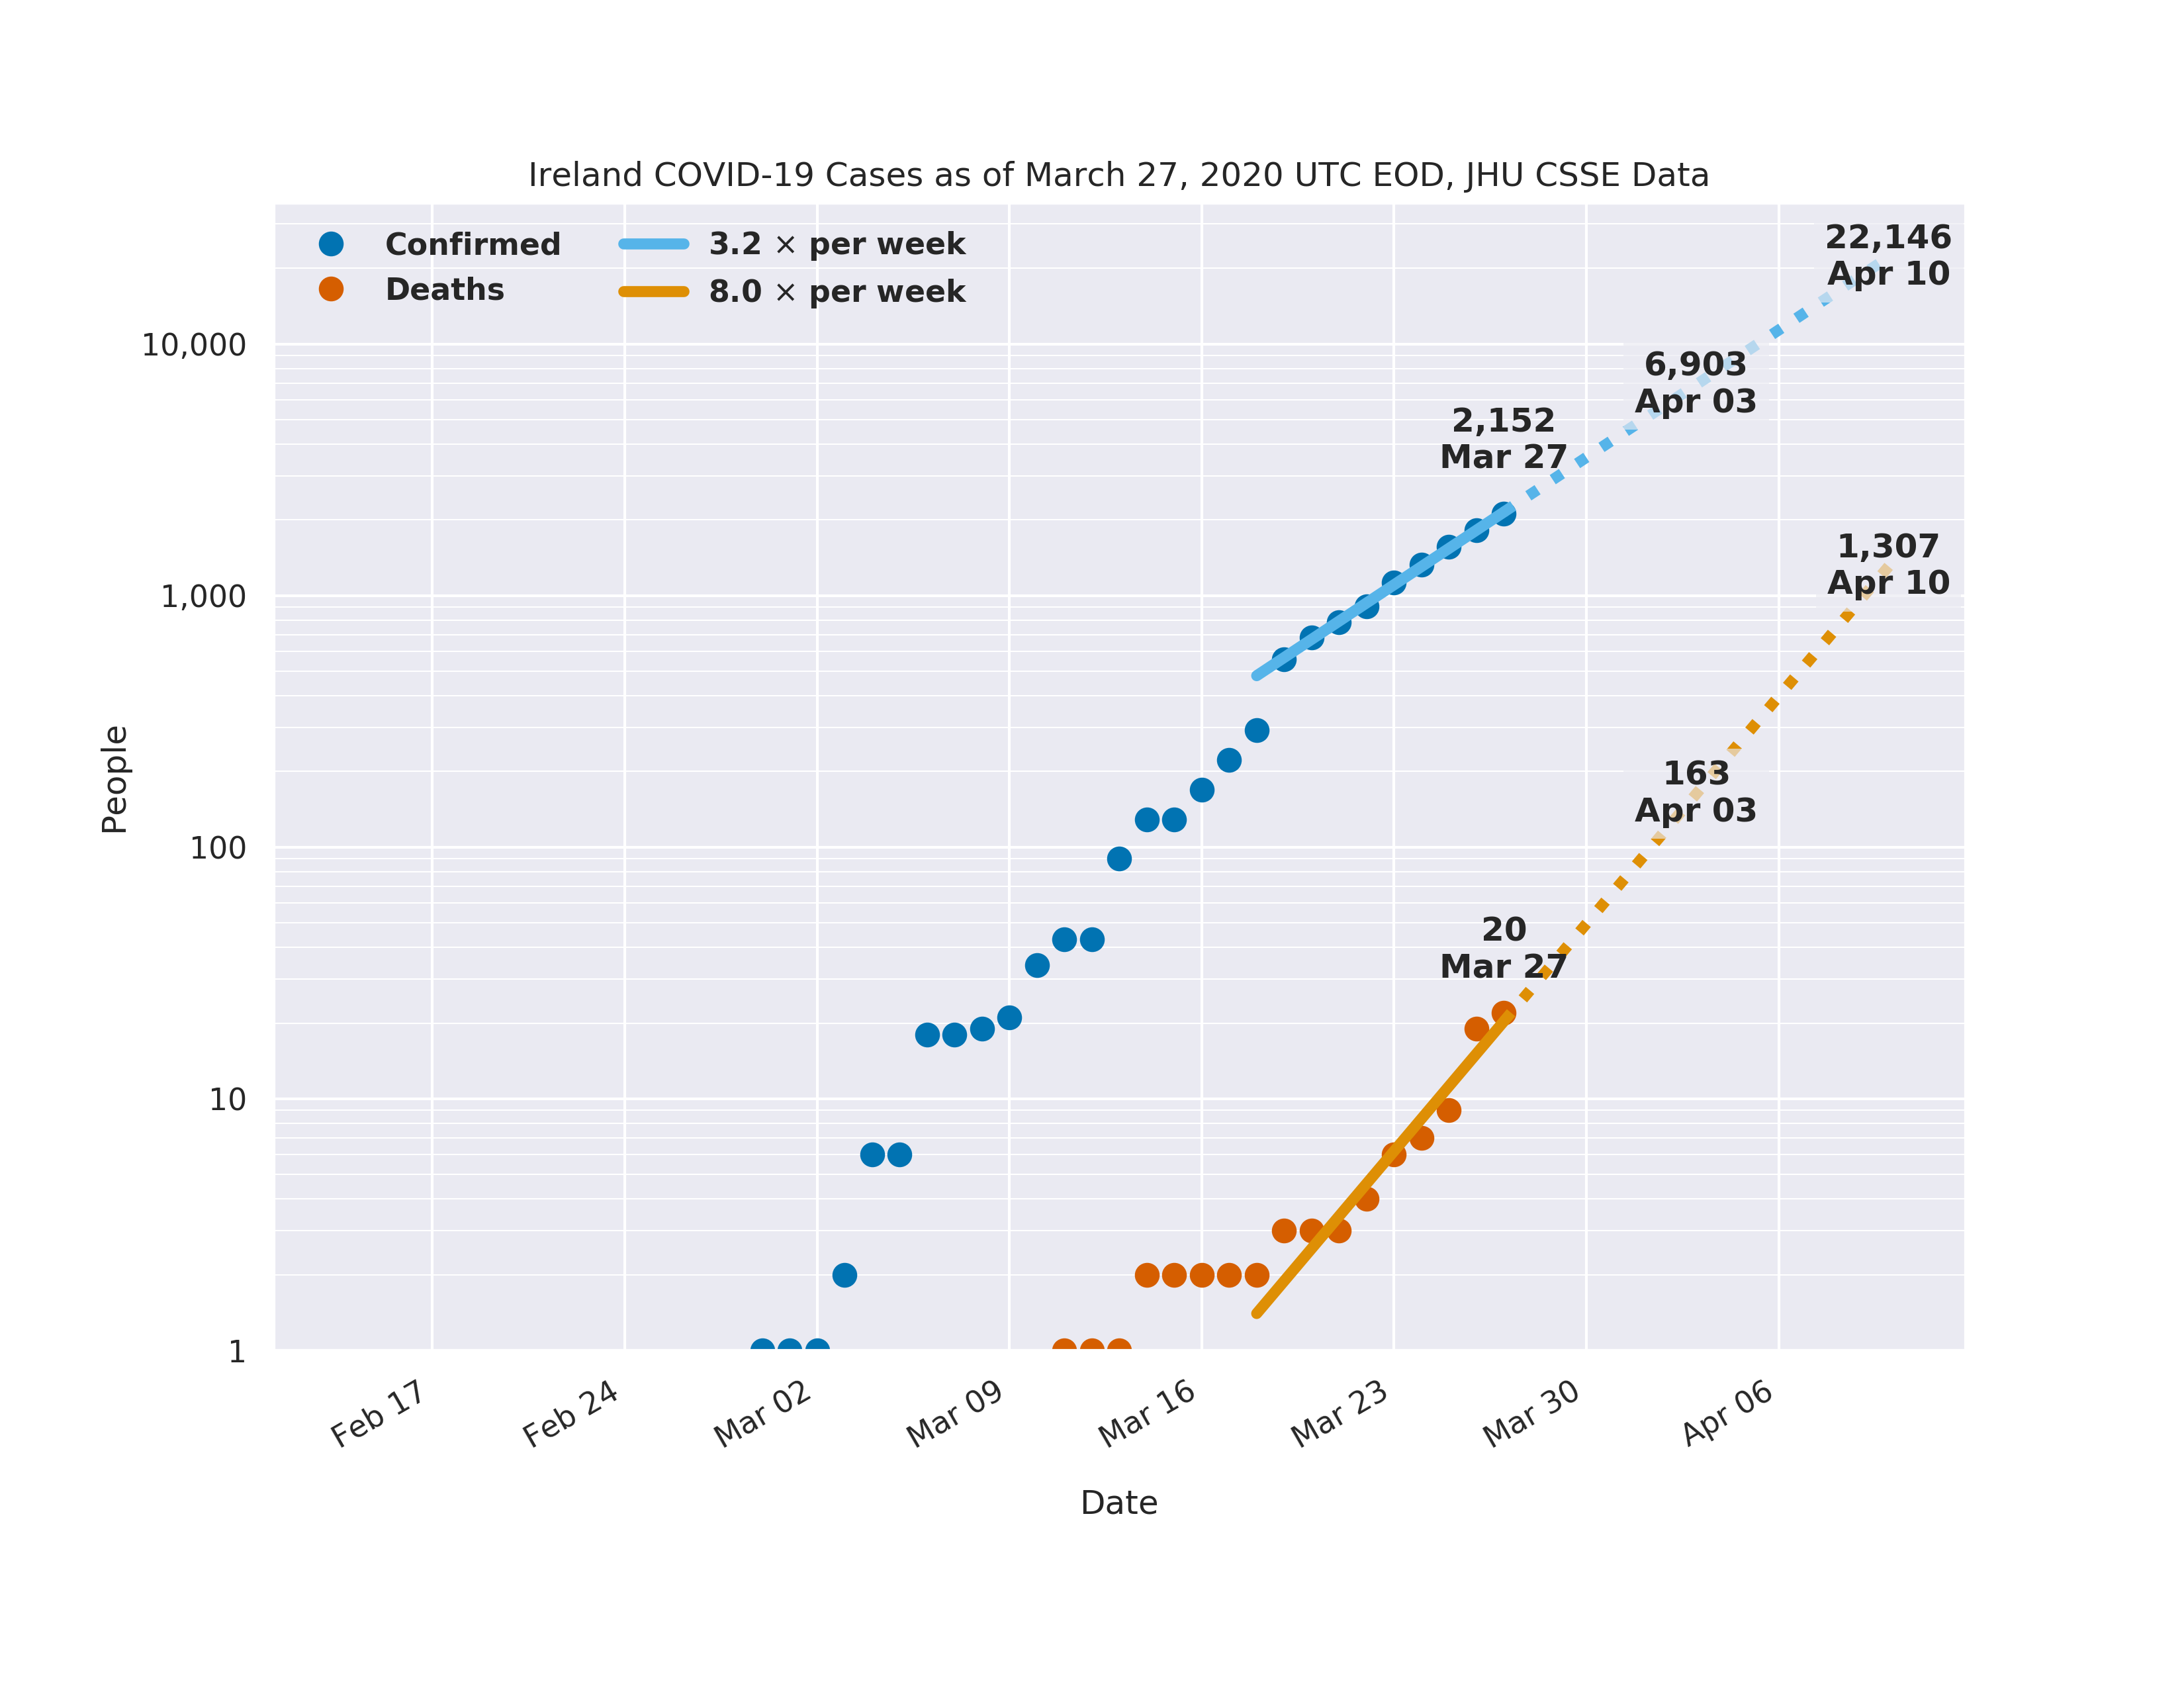 Ireland COVID-19 Cases as of March 27, 2020 UTC EOD, JHU CSSE Data
Confirmed
Deaths
3.2 × per week
8.0 × per week
22,146
Apr 10
6,903
Apr 03
2,152
Mar 27
1,307
Apr 10
163
Apr 03
20
Mar 27
People
10,000
1,000
100
10
1
Feb 17
Feb 24
Mar 02
Mar 09
Mar 16
Mar 23
Mar 30
Apr 06
Date